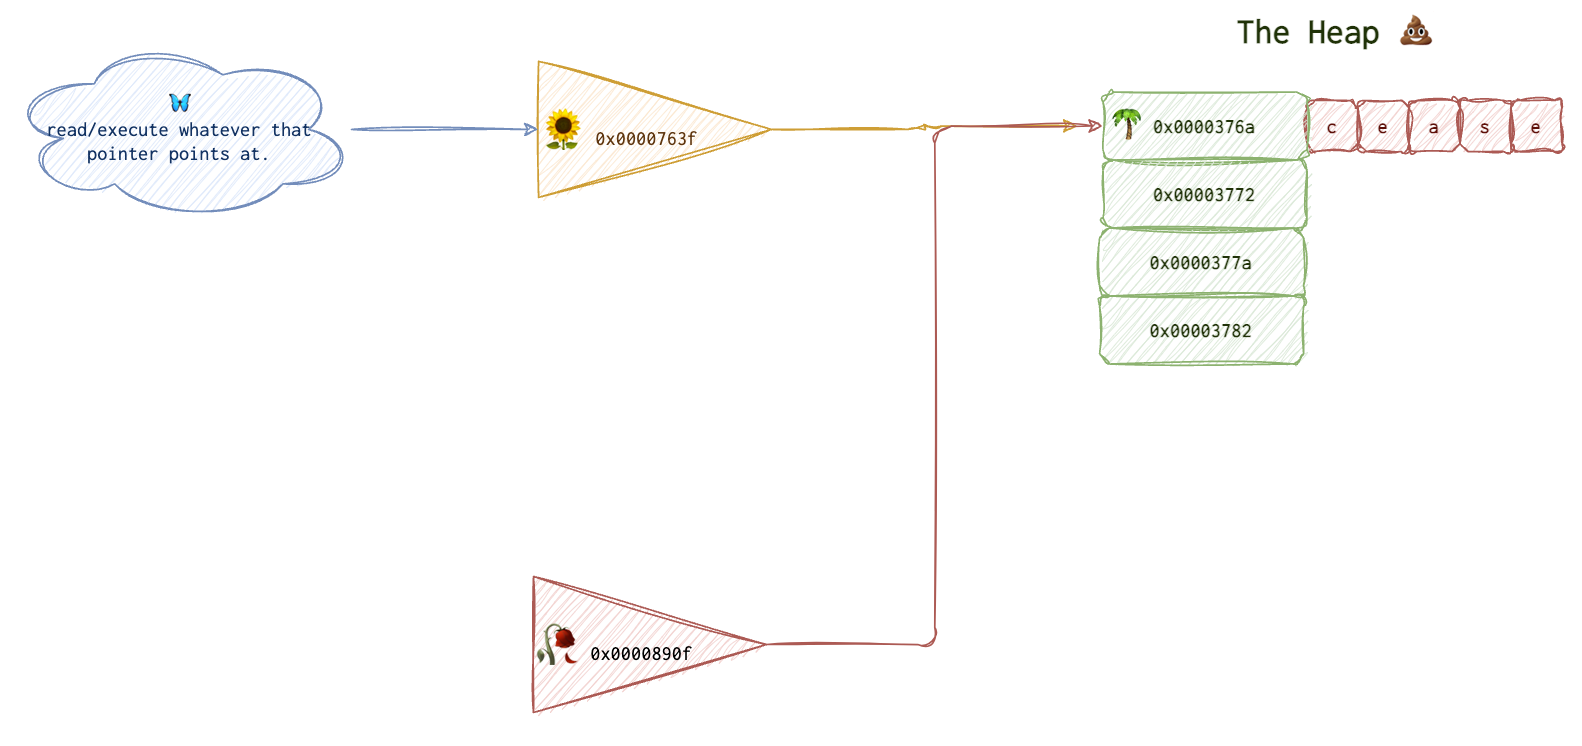 The Heap 💩
🦋
read/execute whatever that
pointer points at.
🌻 0x0000763f
🌴 0x0000376a c e a s e
0x00003772
0x0000377a
0x00003782
🥀 0x0000890f